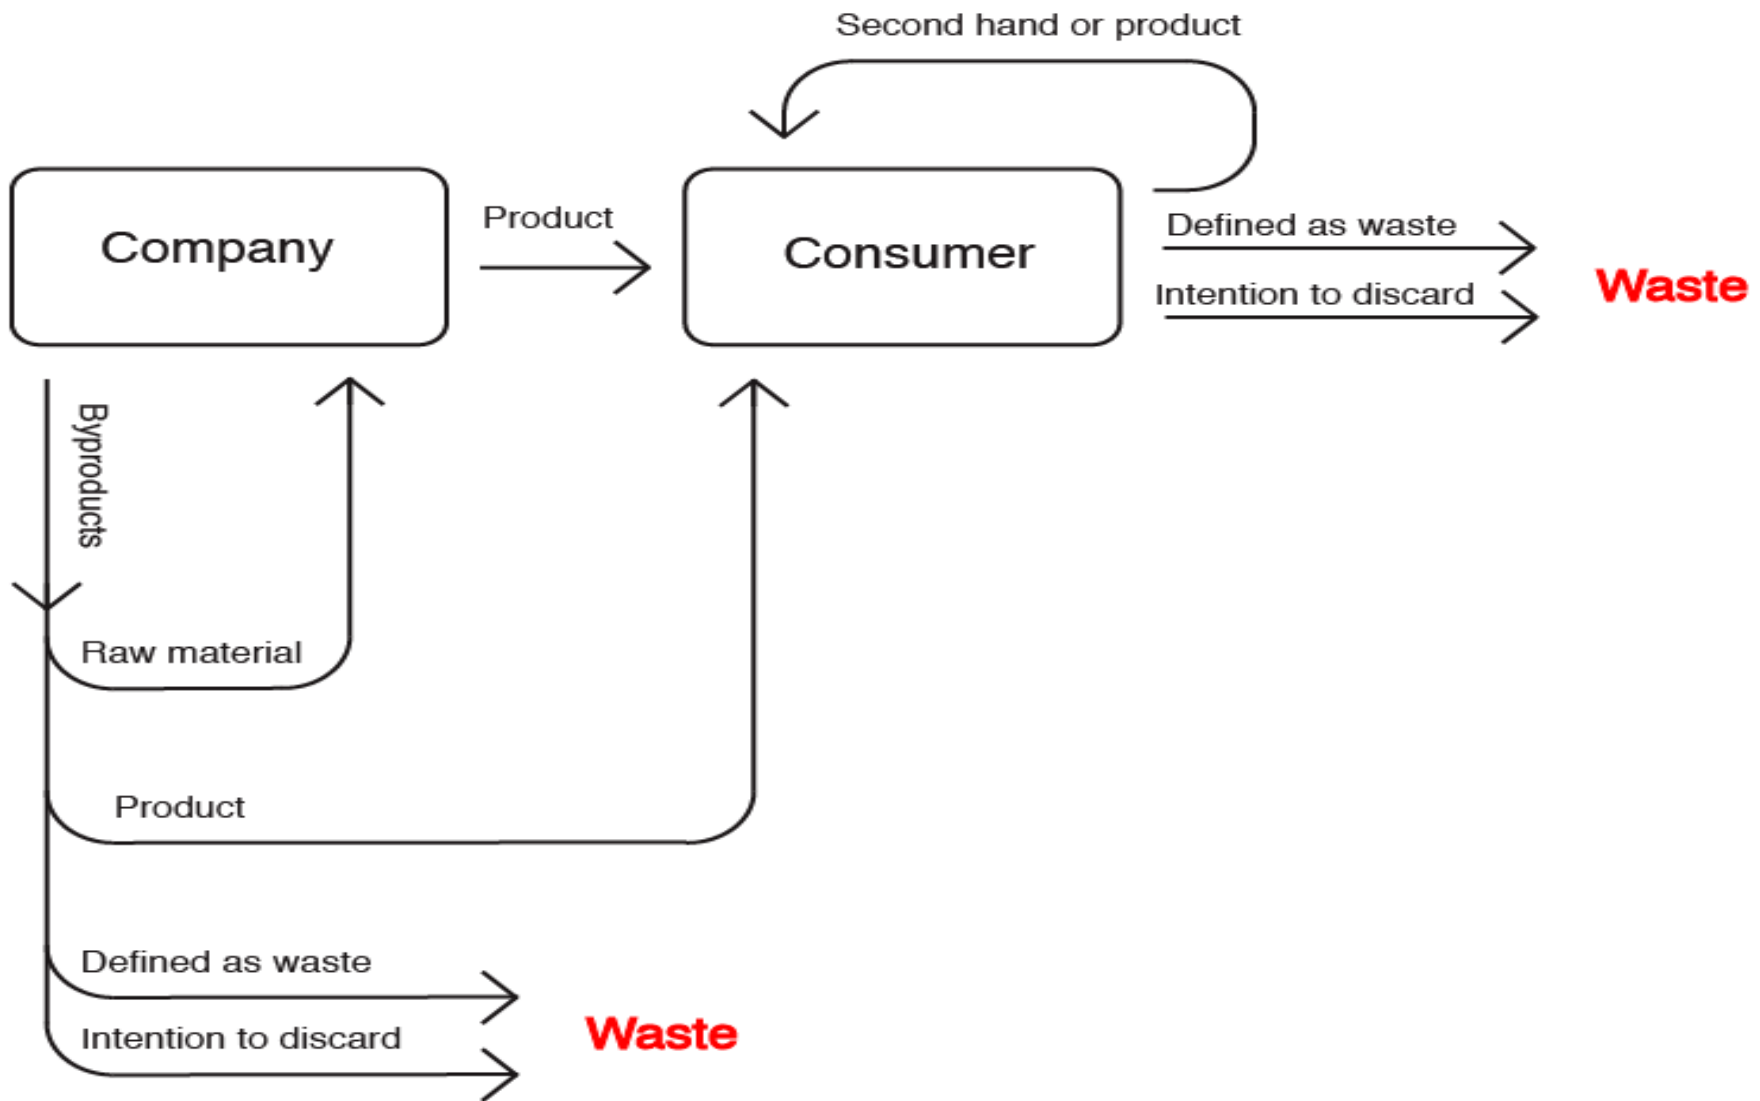 Second hand or product
Company
Product
Consumer
Defined as waste
Intention to discard
Waste
Byproducts
Raw material
Product
Defined as waste
Intention to discard
Waste